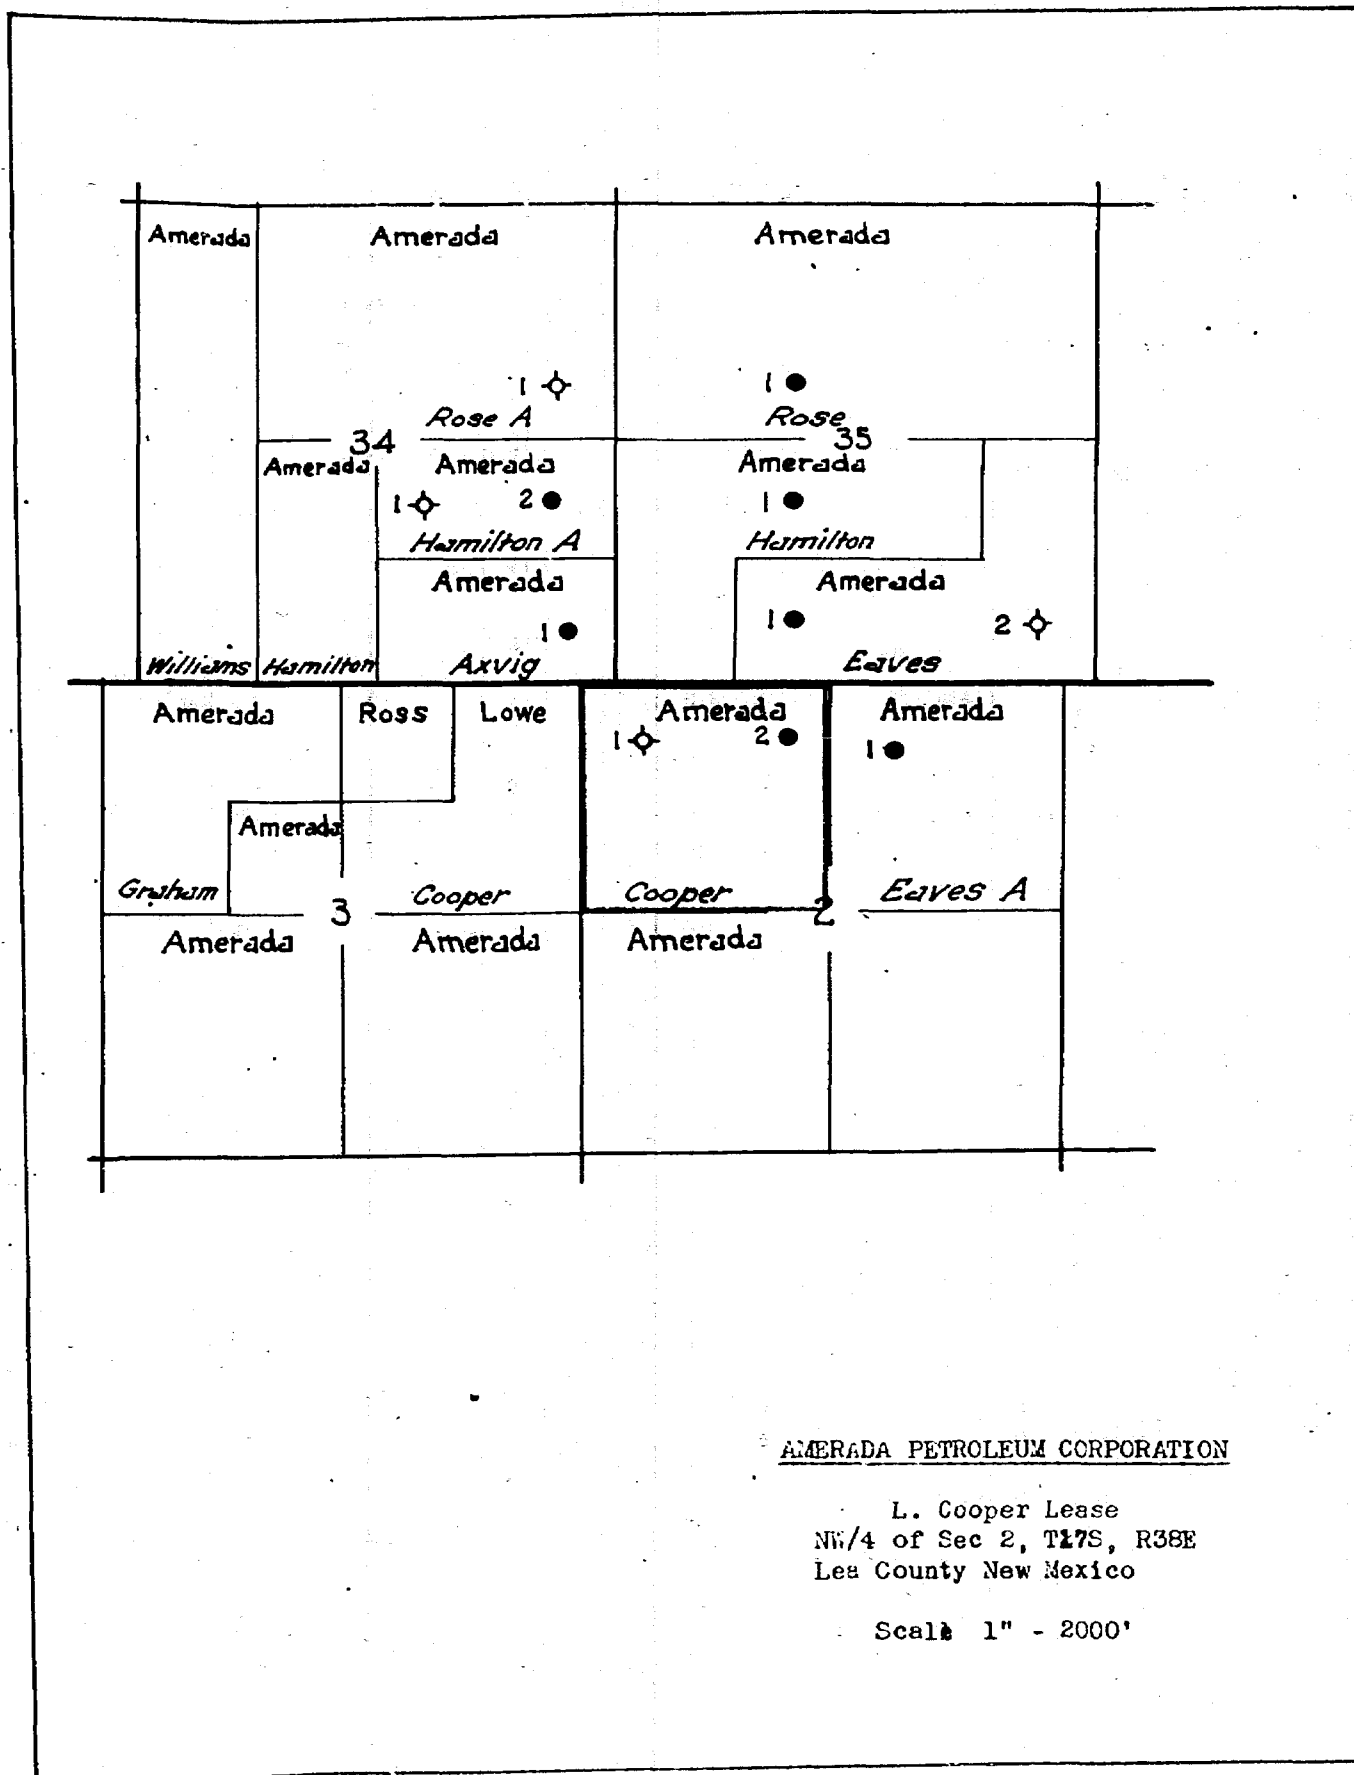 Amerada Amerada Amerada
1 1
Rose A Rose
34 35
Amerada Amerada Amerada
1 2 1
Hamilton A Hamilton
Amerada Amerada
1 1 2
Williams Hamilton Axvig Eaves
Amerada Ross Lowe Amerada Amerada
1 2 1
Amerada
Graham Cooper Cooper Eaves A
3 2
Amerada Amerada Amerada
AMERADA PETROLEUM CORPORATION
L. Cooper Lease
NW/4 of Sec 2, T17S, R38E
Lea County New Mexico
Scale 1" - 2000'